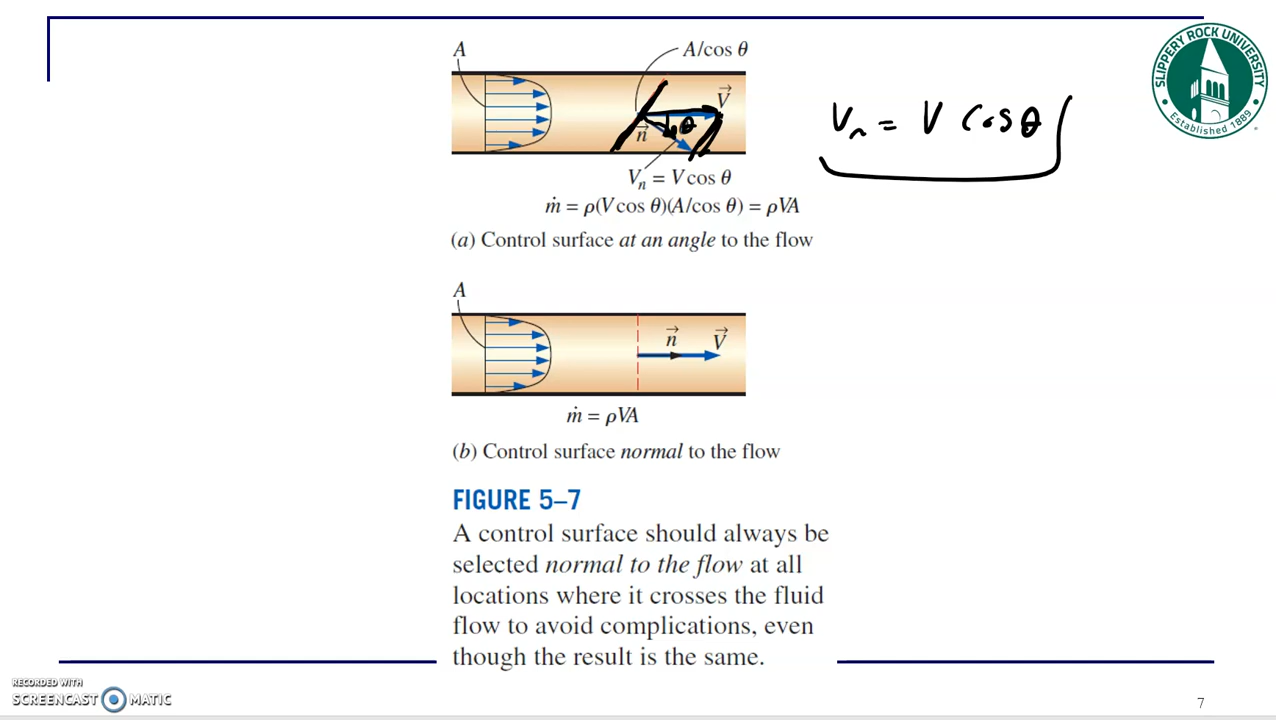 A
A/cos θ
V⃗
θ
n⃗
Vₙ = V cos θ
ṁ = ρ(V cos θ)(A/cos θ) = ρVA
(a) Control surface at an angle to the flow
Vₙ = V cos θ
SLIPPERY ROCK UNIVERSITY
Established 1889
A
n⃗
V⃗
ṁ = ρVA
(b) Control surface normal to the flow
FIGURE 5–7
A control surface should always be
selected normal to the flow at all
locations where it crosses the fluid
flow to avoid complications, even
though the result is the same.
RECORDED WITH
SCREENCAST MATIC
7